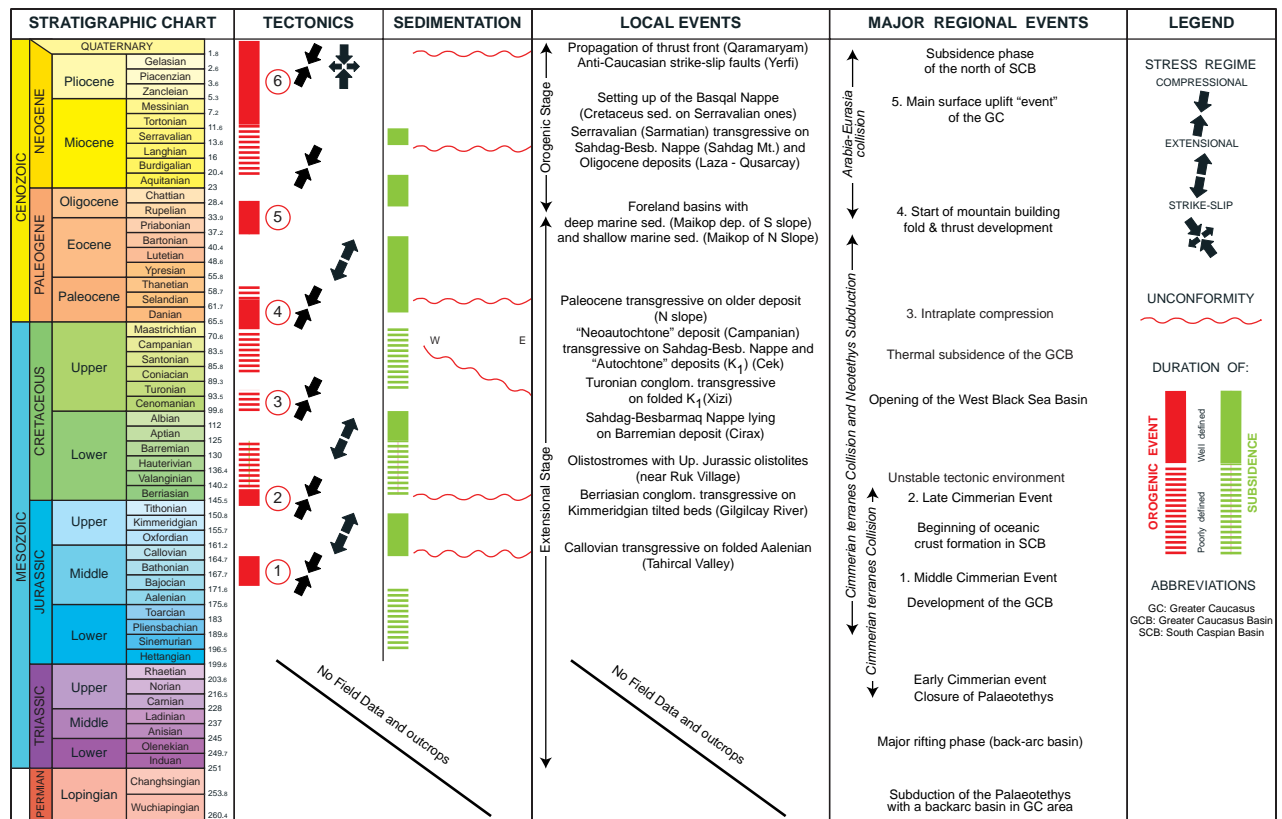 STRATIGRAPHIC CHART
TECTONICS
SEDIMENTATION
LOCAL EVENTS
MAJOR REGIONAL EVENTS
LEGEND
CENOZOIC
MESOZOIC
NEOGENE
PALEOGENE
CRETACEOUS
JURASSIC
TRIASSIC
PERMIAN
QUATERNARY
Pliocene
Miocene
Oligocene
Eocene
Paleocene
Upper
Lower
Upper
Middle
Lower
Upper
Middle
Lower
Lopingian
Gelasian
Piacenzian
Zancleian
Messinian
Tortonian
Serravalian
Langhian
Burdigalian
Aquitanian
Chattian
Rupelian
Priabonian
Bartonian
Lutetian
Ypresian
Thanetian
Selandian
Danian
Maastrichtian
Campanian
Santonian
Coniacian
Turonian
Cenomanian
Albian
Aptian
Barremian
Hauterivian
Valanginian
Berriasian
Tithonian
Kimmeridgian
Oxfordian
Callovian
Bathonian
Bajocian
Aalenian
Toarcian
Pliensbachian
Sinemurian
Hettangian
Rhaetian
Norian
Carnian
Ladinian
Anisian
Olenekian
Induan
Changhsingian
Wuchiapingian
1.8
2.6
3.6
5.3
7.2
11.6
13.6
16
20.4
23
28.4
33.9
37.2
40.4
48.6
55.8
58.7
61.7
65.5
70.6
83.5
85.8
89.3
93.5
99.6
112
125
130
136.4
140.2
145.5
150.8
155.7
161.2
164.7
167.7
171.6
175.6
183
189.6
196.5
199.6
203.6
216.5
228
237
245
249.7
251
253.8
260.4
6
5
4
3
2
1
No Field Data and outcrops
W E
Orogenic Stage
Extensional Stage
Propagation of thrust front (Qaramaryam)
Anti-Caucasian strike-slip faults (Yerfi)
Setting up of the Basqal Nappe
(Cretaceus sed. on Serravalian ones)
Serravalian (Sarmatian) transgressive on
Sahdag-Besb. Nappe (Sahdag Mt.) and
Oligocene deposits (Laza - Qusarcay)
Foreland basins with
deep marine sed. (Maikop dep. of S slope)
and shallow marine sed. (Maikop of N Slope)
Paleocene transgressive on older deposit
(N slope)
“Neoautochtone” deposit (Campanian)
transgressive on Sahdag-Besb. Nappe and
“Autochtone” deposits (K1) (Cek)
Turonian conglom. transgressive
on folded K1(Xizi)
Sahdag-Besbarmaq Nappe lying
on Barremian deposit (Cirax)
Olistostromes with Up. Jurassic olistolites
(near Ruk Village)
Berriasian conglom. transgressive on
Kimmeridgian tilted beds (Gilgilcay River)
Callovian transgressive on folded Aalenian
(Tahircal Valley)
No Field Data and outcrops
Arabia-Eurasia
collision
Cimmerian terranes Collision and Neotethys Subduction
Cimmerian terranes Collision
Subsidence phase
of the north of SCB
5. Main surface uplift “event”
of the GC
4. Start of mountain building
fold & thrust development
3. Intraplate compression
Thermal subsidence of the GCB
Opening of the West Black Sea Basin
Unstable tectonic environment
2. Late Cimmerian Event
Beginning of oceanic
crust formation in SCB
1. Middle Cimmerian Event
Development of the GCB
Early Cimmerian event
Closure of Palaeotethys
Major rifting phase (back-arc basin)
Subduction of the Palaeotethys
with a backarc basin in GC area
STRESS REGIME
COMPRESSIONAL
EXTENSIONAL
STRIKE-SLIP
UNCONFORMITY
DURATION OF:
OROGENIC EVENT
Well defined
Poorly defined
SUBSIDENCE
ABBREVIATIONS
GC: Greater Caucasus
GCB: Greater Caucasus Basin
SCB: South Caspian Basin